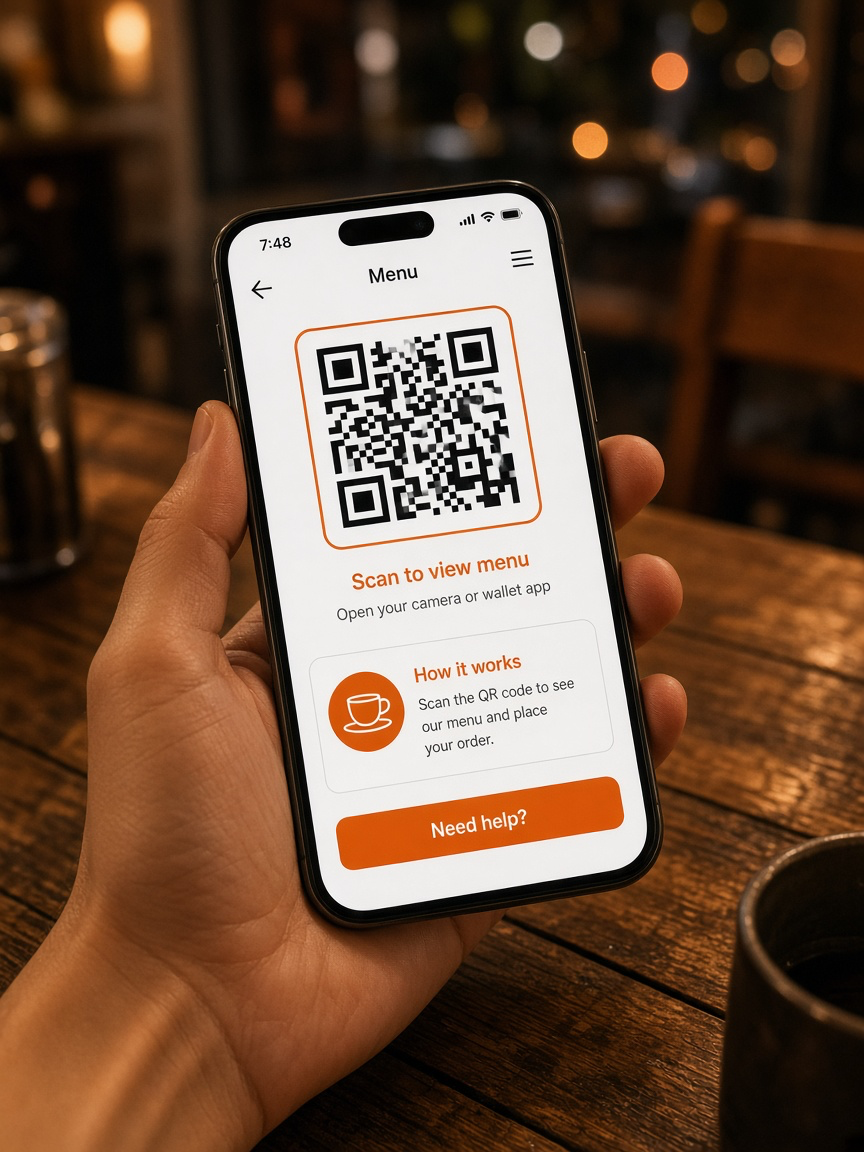 7:48
Menu
Scan to view menu
Open your camera or wallet app
How it works
Scan the QR code to see
our menu and place
your order.
Need help?